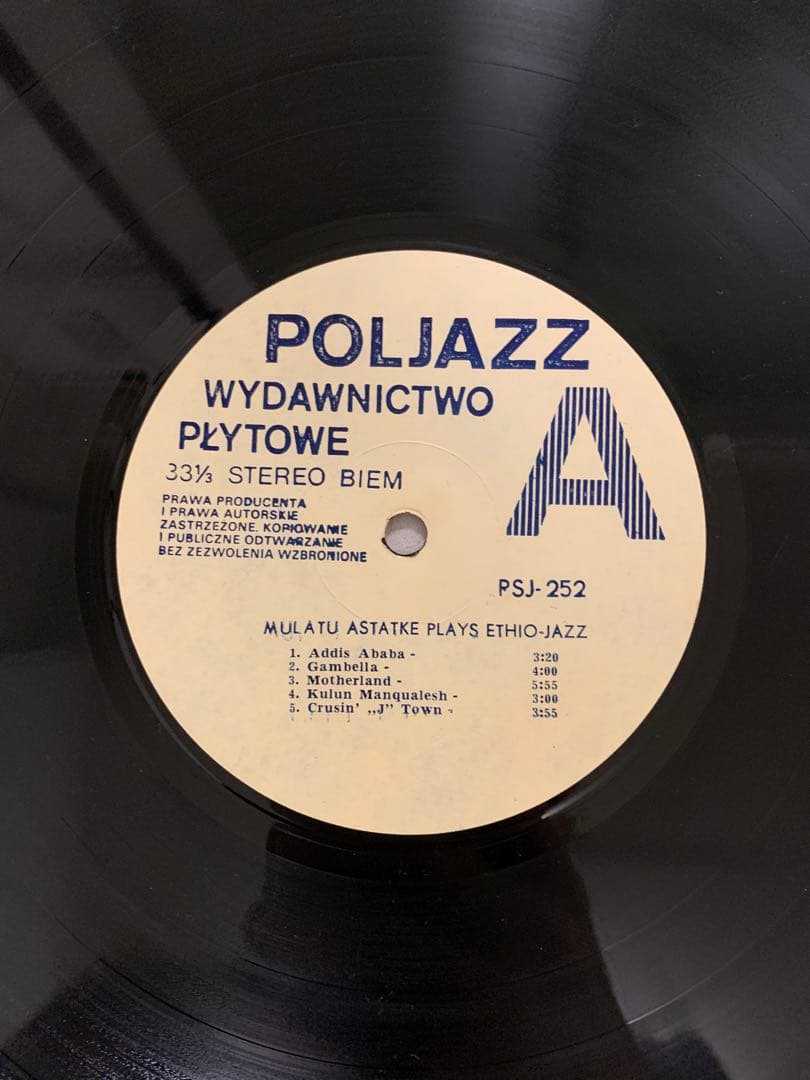 POLJAZZ
WYDAWNICTWO
PŁYTOWE
A
33⅓ STEREO BIEM
PRAWA PRODUCENTA
I PRAWA AUTORSKIE
ZASTRZEŻONE. KOPIOWANIE
I PUBLICZNE ODTWARZANIE
BEZ ZEZWOLENIA WZBRONIONE
PSJ-252
MULATU ASTATKE PLAYS ETHIO-JAZZ
1. Addis Ababa - 3:20
2. Gambella - 4:00
3. Motherland - 5:55
4. Kulun Manqualesh - 3:00
5. Crusin' „J” Town - 3:55